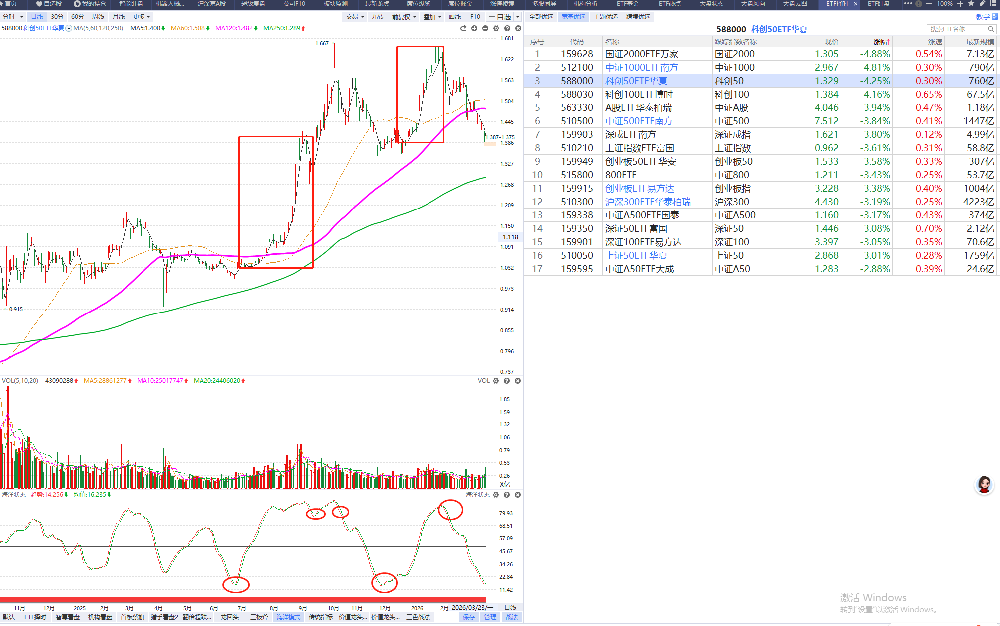 首页 自选股 我的持仓 智能盯盘 机器人概... 沪深京A股 超级复盘 公司F10 板块监测 最新龙虎 席位纵览 席位掘金 涨停棱镜 多股同屏 机构分析 ETF基金 ETF热点 大盘状态 大盘风向 大盘云图 ETF择时 × ETF盯盘 ••• 100%
分时 日线 30分 60分 周线 月线 更多 交易 九转 前复权 叠加 画线 F10 一自选 全部优选 宽基优选 主题优选 跨境优选 教学
588000 科创50ETF华夏 MA(5,60,120,250) MA5:1.400 MA60:1.508 MA120:1.482 MA250:1.289
588000 科创50ETF华夏 搜索ETF名称
序号 代码 名称 跟踪指数名称 现价 涨幅↑ 涨速 最新规模
1 159628 国证2000ETF万家 国证2000 1.305 -4.88% 0.54% 7.13亿
2 512100 中证1000ETF南方 中证1000 2.967 -4.81% 0.30% 790亿
3 588000 科创50ETF华夏 科创50 1.329 -4.25% 0.30% 760亿
4 588030 科创100ETF博时 科创100 1.384 -4.16% 0.65% 67.5亿
5 563330 A股ETF华泰柏瑞 中证A股 4.046 -3.94% 0.47% 1.18亿
6 510500 中证500ETF南方 中证500 7.512 -3.84% 0.41% 1447亿
7 159903 深成ETF南方 深证成指 1.621 -3.80% 0.12% 4.99亿
8 510210 上证指数ETF富国 上证指数 0.962 -3.61% 0.31% 58.8亿
9 159949 创业板50ETF华安 创业板50 1.533 -3.58% 0.33% 307亿
10 515800 800ETF 中证800 1.211 -3.43% 0.25% 53.7亿
11 159915 创业板ETF易方达 创业板指 3.228 -3.38% 0.40% 1004亿
12 510300 沪深300ETF华泰柏瑞 沪深300 4.430 -3.19% 0.25% 4223亿
13 159338 中证A500ETF国泰 中证A500 1.160 -3.17% 0.43% 374亿
14 159350 深证50ETF富国 深证50 1.446 -3.08% 0.70% 2.12亿
15 159901 深证100ETF易方达 深证100 3.397 -3.05% 0.35% 70.6亿
16 510050 上证50ETF华夏 上证50 2.868 -3.01% 0.28% 1759亿
17 159595 中证A50ETF大成 中证A50 1.283 -2.88% 0.39% 24.6亿
1.681
1.667→
1.622
1.563
1.504
1.445
1.387-1.375
1.386
1.327
1.268
1.209
1.150
1.118
1.091
1.032
0.973
←0.915
0.914
0.855
0.796
0.737
VOL(5,10,20) 43090288 MA5:28861277 MA10:25017747 MA20:24406020 VOL
1.85
1.59
1.32
1.06
0.79
0.53
0.26
X亿
海洋状态 趋势:14.256 均值:16.235 海洋状态
79.93
68.51
57.09
45.67
34.26
22.84
11.42
11月 12月 2025 2月 3月 4月 5月 6月 7月 8月 9月 10月 11月 12月 2026 2月 2026/03/23/一 日线
默认 ETF择时 智尊看盘 机构看盘 首板紫旗 猎手看盘2 翻倍超跌... 龙回头 三板斧 海洋模式 传统指标 价值龙头... 价值龙头... 三色战法 保存 管理 战法
激活 Windows
转到"设置"以激活 Windows。